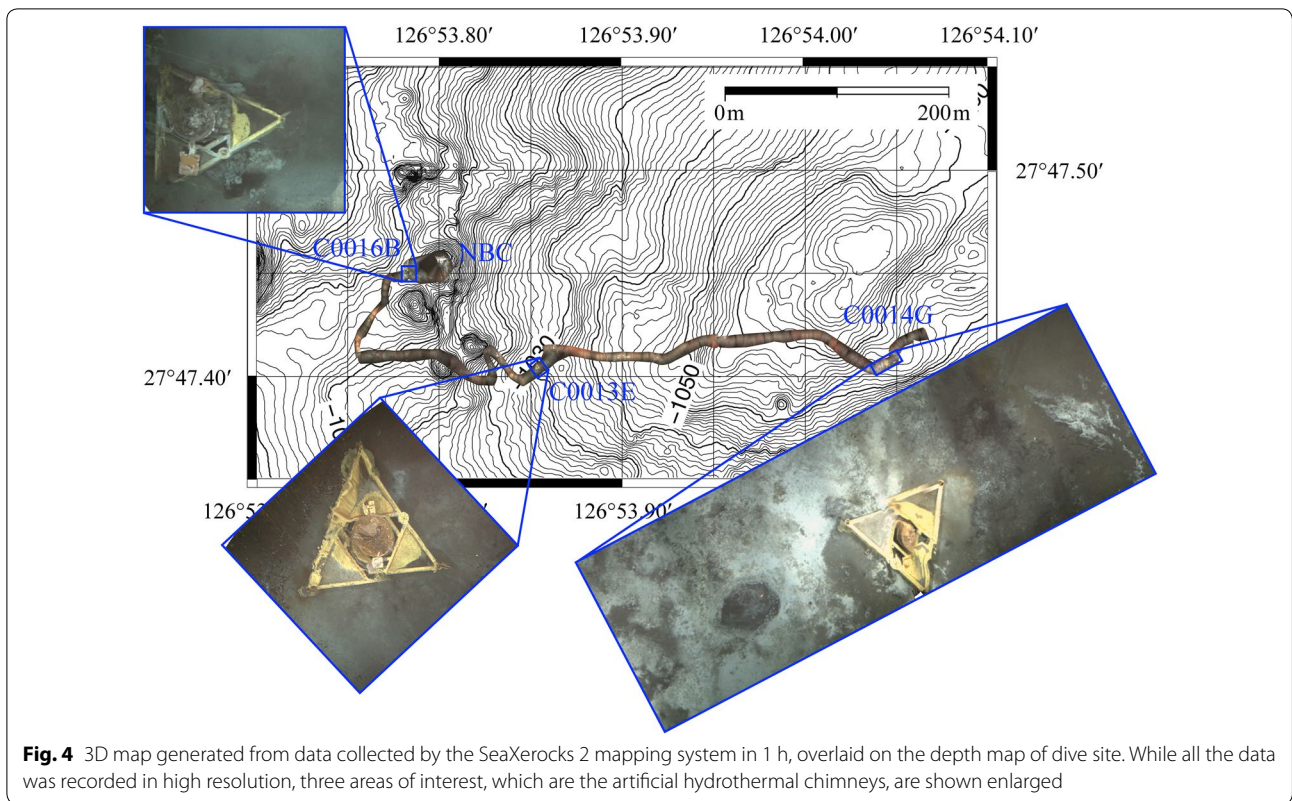 126°53.80′ 126°53.90′ 126°54.00′ 126°54.10′
0m 200m
27°47.50′
C0016B NBC
C0014G
27°47.40′
C0013E
−1050
126°53.90′
Fig. 4 3D map generated from data collected by the SeaXerocks 2 mapping system in 1 h, overlaid on the depth map of dive site. While all the data
was recorded in high resolution, three areas of interest, which are the artificial hydrothermal chimneys, are shown enlarged